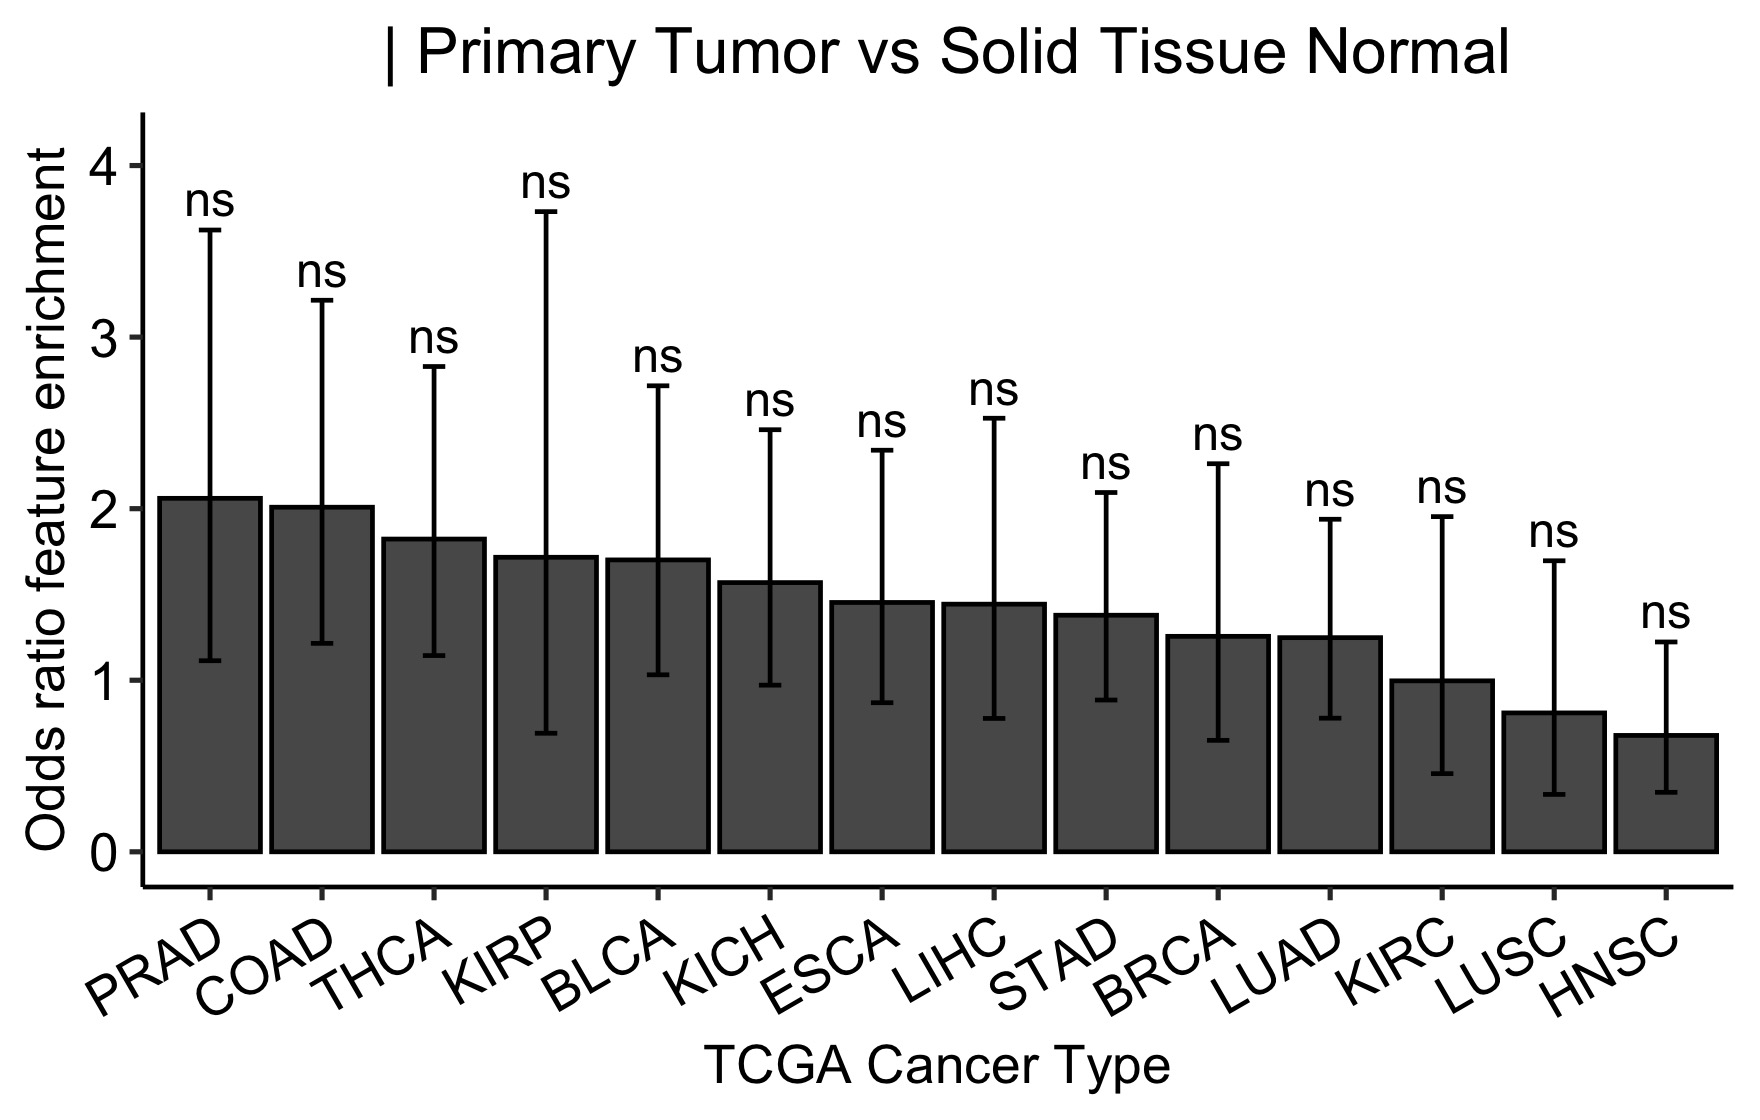 | Primary Tumor vs Solid Tissue Normal
Odds ratio feature enrichment
4
3
2
1
0
ns
ns
ns
ns
ns
ns
ns
ns
ns
ns
ns
ns
ns
ns
PRAD
COAD
THCA
KIRP
BLCA
KICH
ESCA
LIHC
STAD
BRCA
LUAD
KIRC
LUSC
HNSC
TCGA Cancer Type